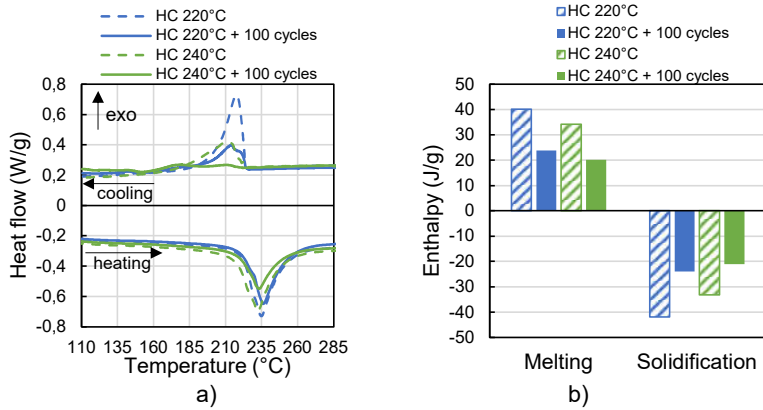 HC 220°C
HC 220°C + 100 cycles
HC 240°C
HC 240°C + 100 cycles
0,8
0,6
0,4
0,2
0
-0,2
-0,4
-0,6
-0,8
Heat flow (W/g)
exo
cooling
heating
110 135 160 185 210 235 260 285
Temperature (°C)
a)
HC 220°C
HC 220°C + 100 cycles
HC 240°C
HC 240°C + 100 cycles
50
40
30
20
10
0
-10
-20
-30
-40
-50
Enthalpy (J/g)
Melting Solidification
b)